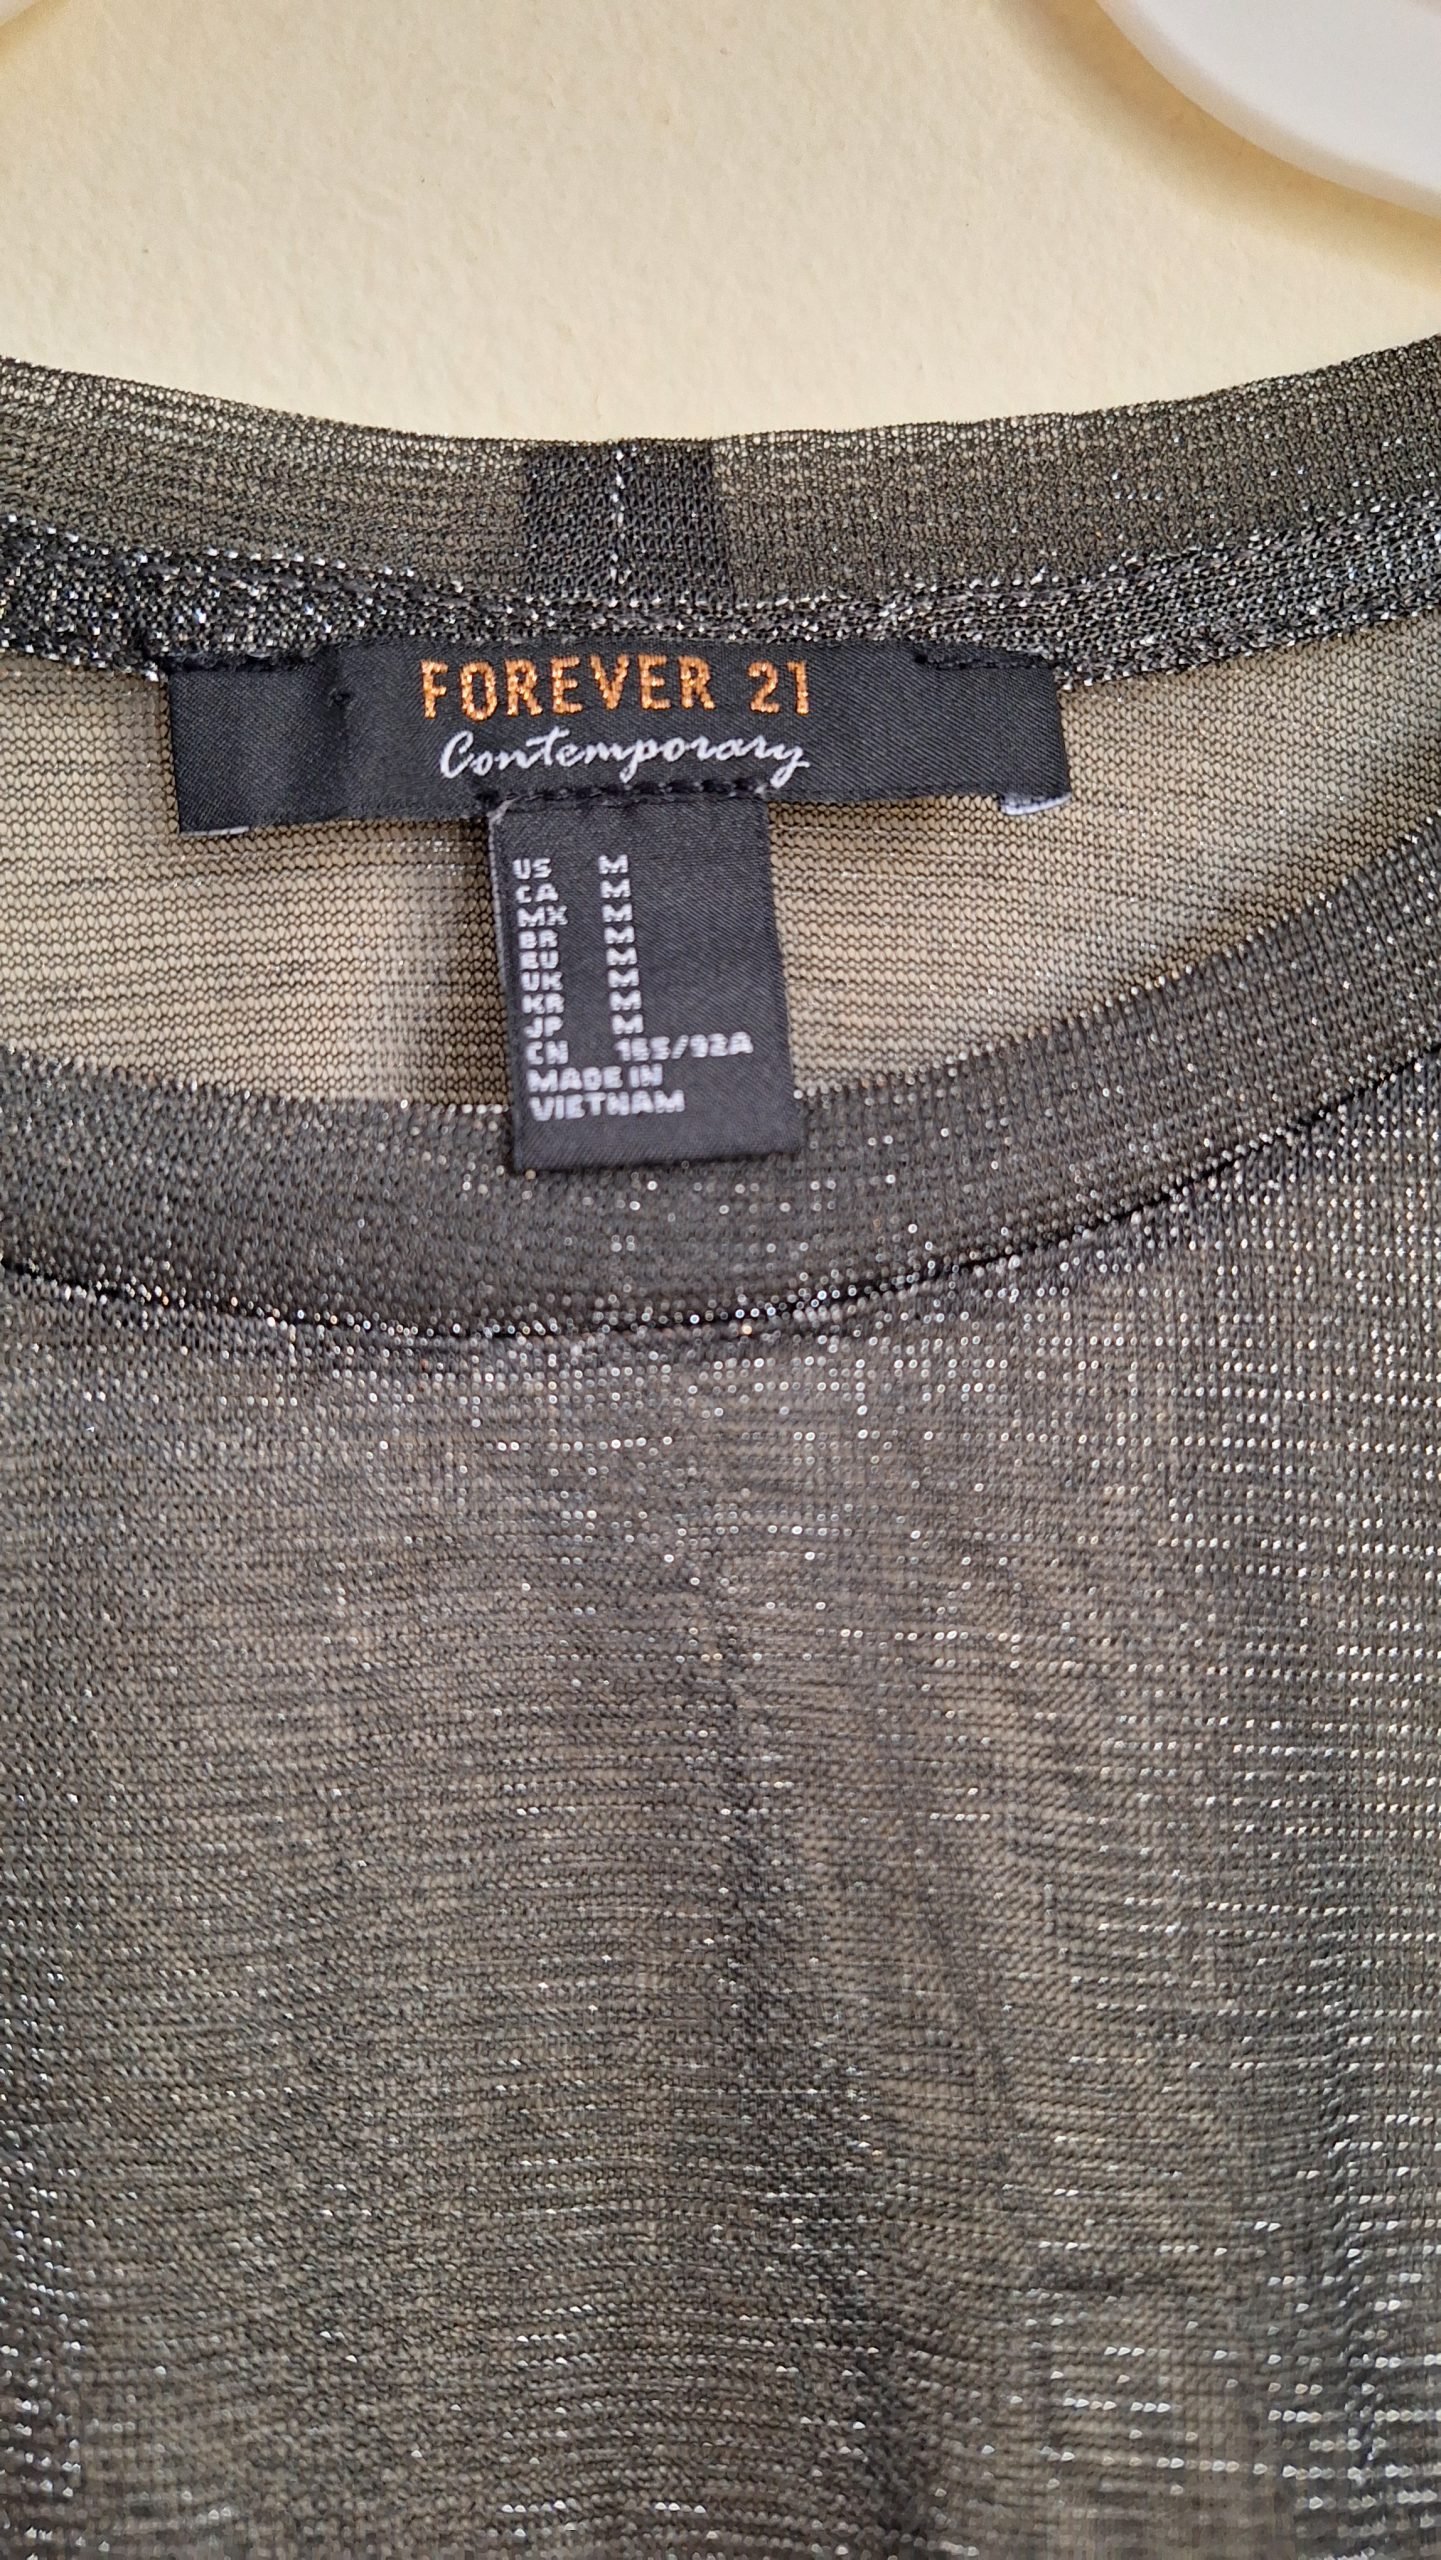 FOREVER 21
Contemporary
US M
CA M
MX M
BR M
EU M
UK M
KR M
JP M
CN 165/92A
MADE IN
VIETNAM